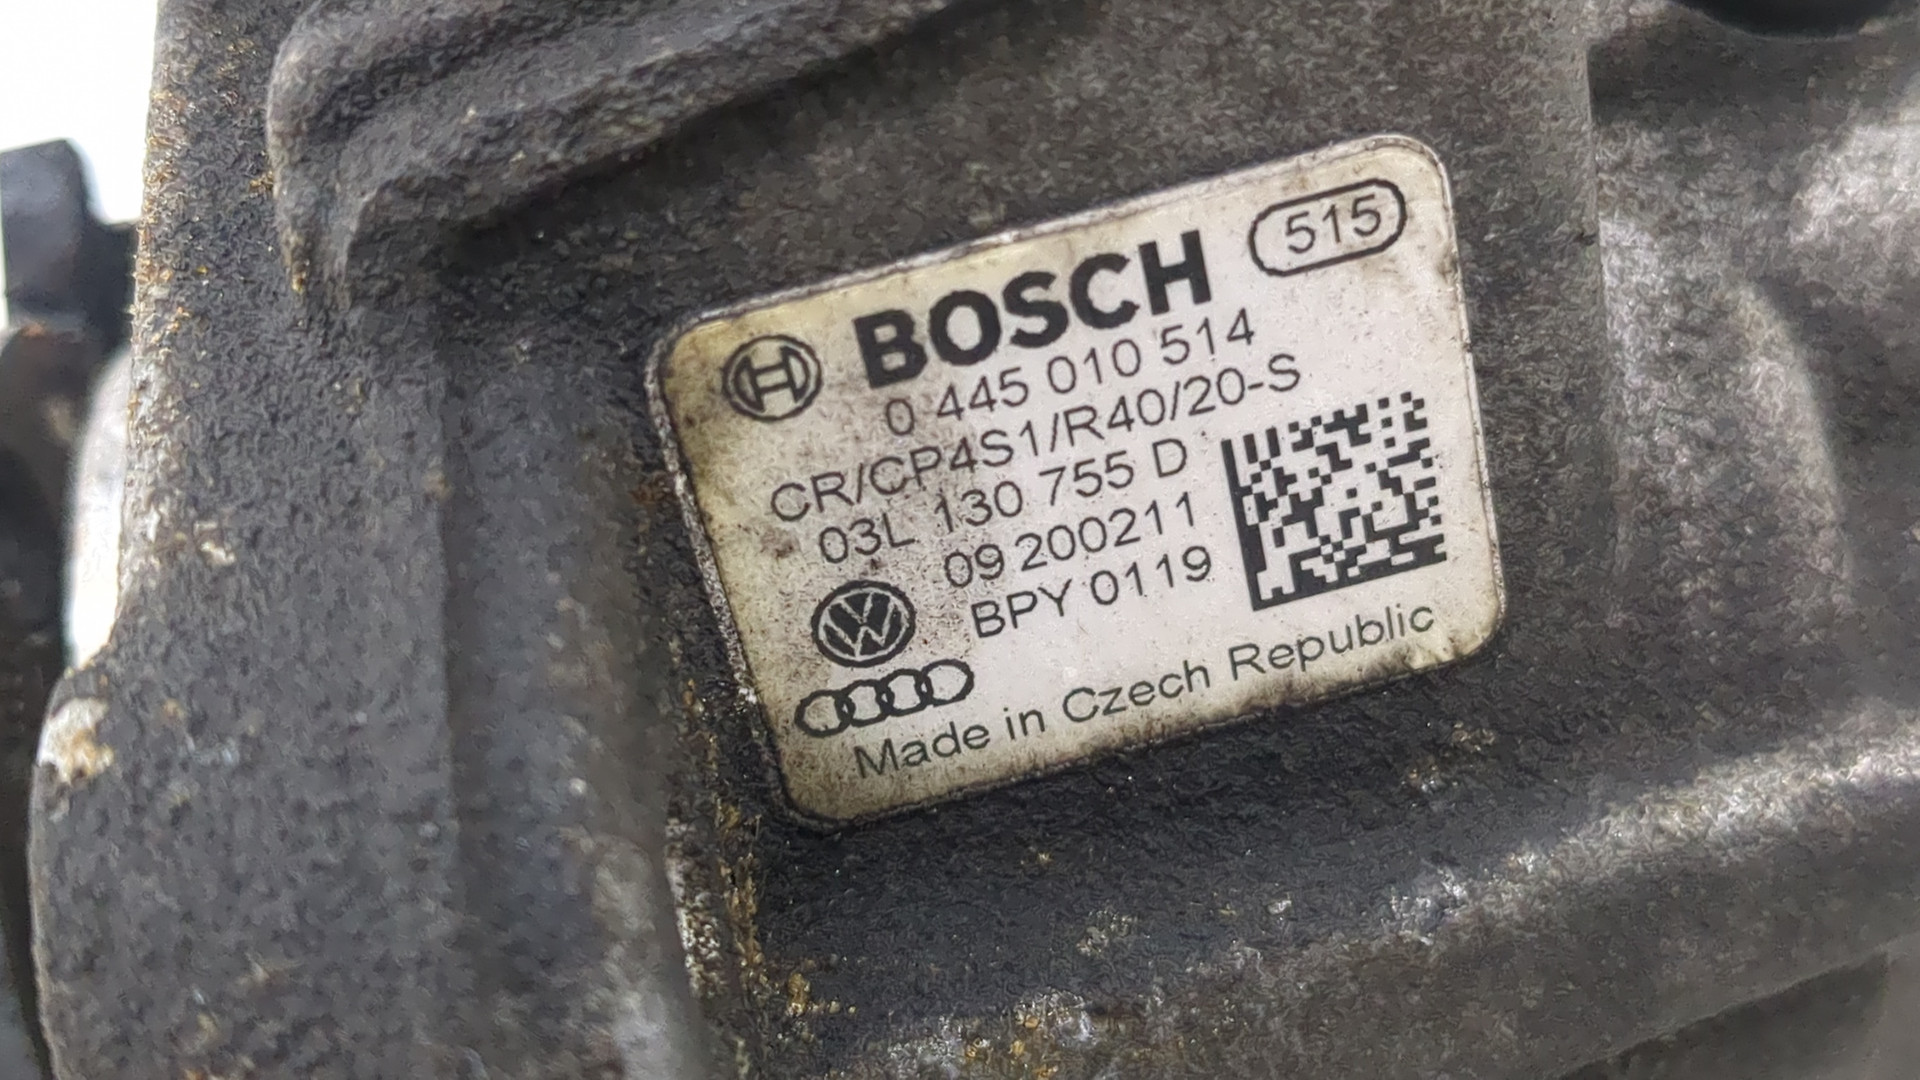 BOSCH 515
0 445 010 514
CR/CP4S1/R40/20-S
03L 130 755 D
09 200211
BPY 0119
Made in Czech Republic